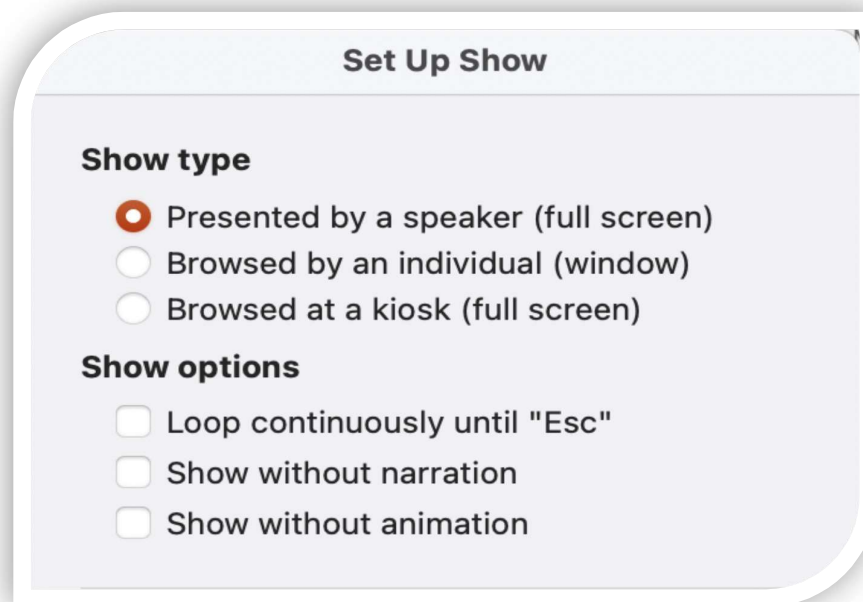 Set Up Show
Show type
Presented by a speaker (full screen)
Browsed by an individual (window)
Browsed at a kiosk (full screen)
Show options
Loop continuously until "Esc"
Show without narration
Show without animation